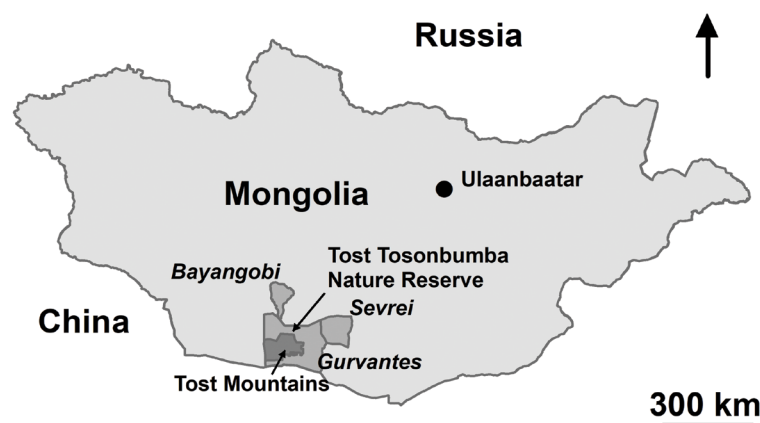 Russia
Ulaanbaatar
Mongolia
Tost Tosonbumba
Nature Reserve
Bayangobi
Sevrei
China
Gurvantes
Tost Mountains
300 km